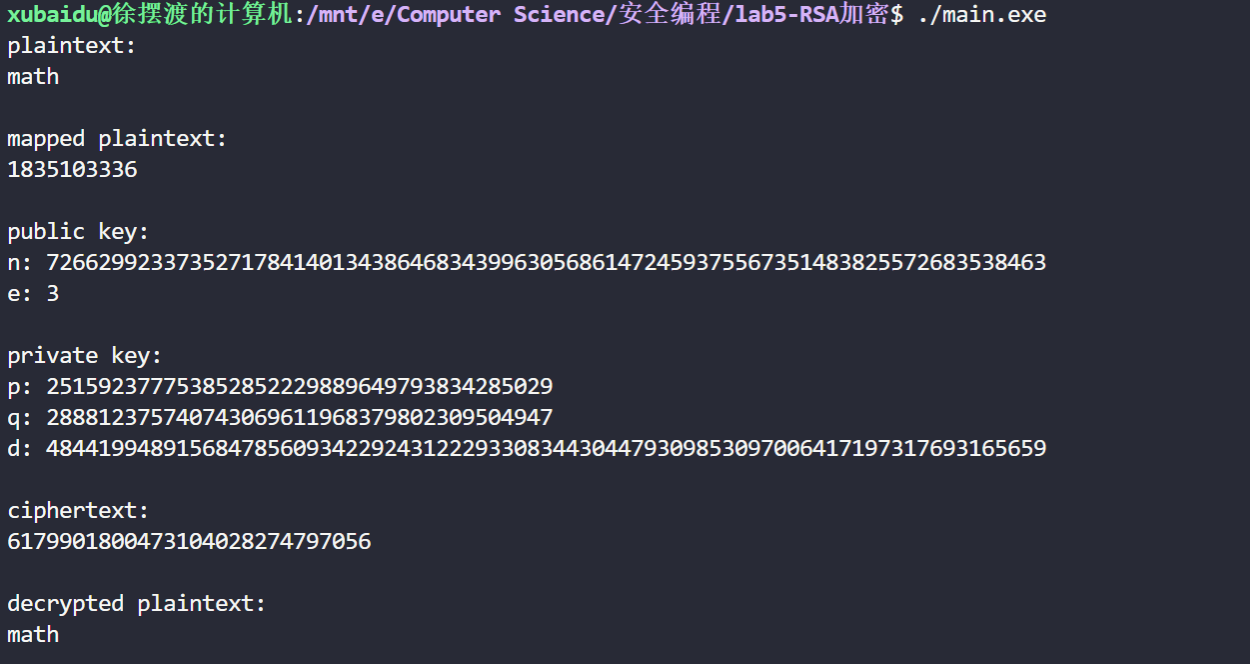 xubaidu@徐摆渡的计算机:/mnt/e/Computer Science/安全编程/lab5-RSA加密$ ./main.exe
plaintext:
math
mapped plaintext:
1835103336
public key:
n: 72662992337352717841401343864683439963056861472459375567351483825572683538463
e: 3
private key:
p: 251592377753852852229889649793834285029
q: 288812375740743069611968379802309504947
d: 48441994891568478560934229243122293308344304479309853097006417197317693165659
ciphertext:
6179901800473104028274797056
decrypted plaintext:
math